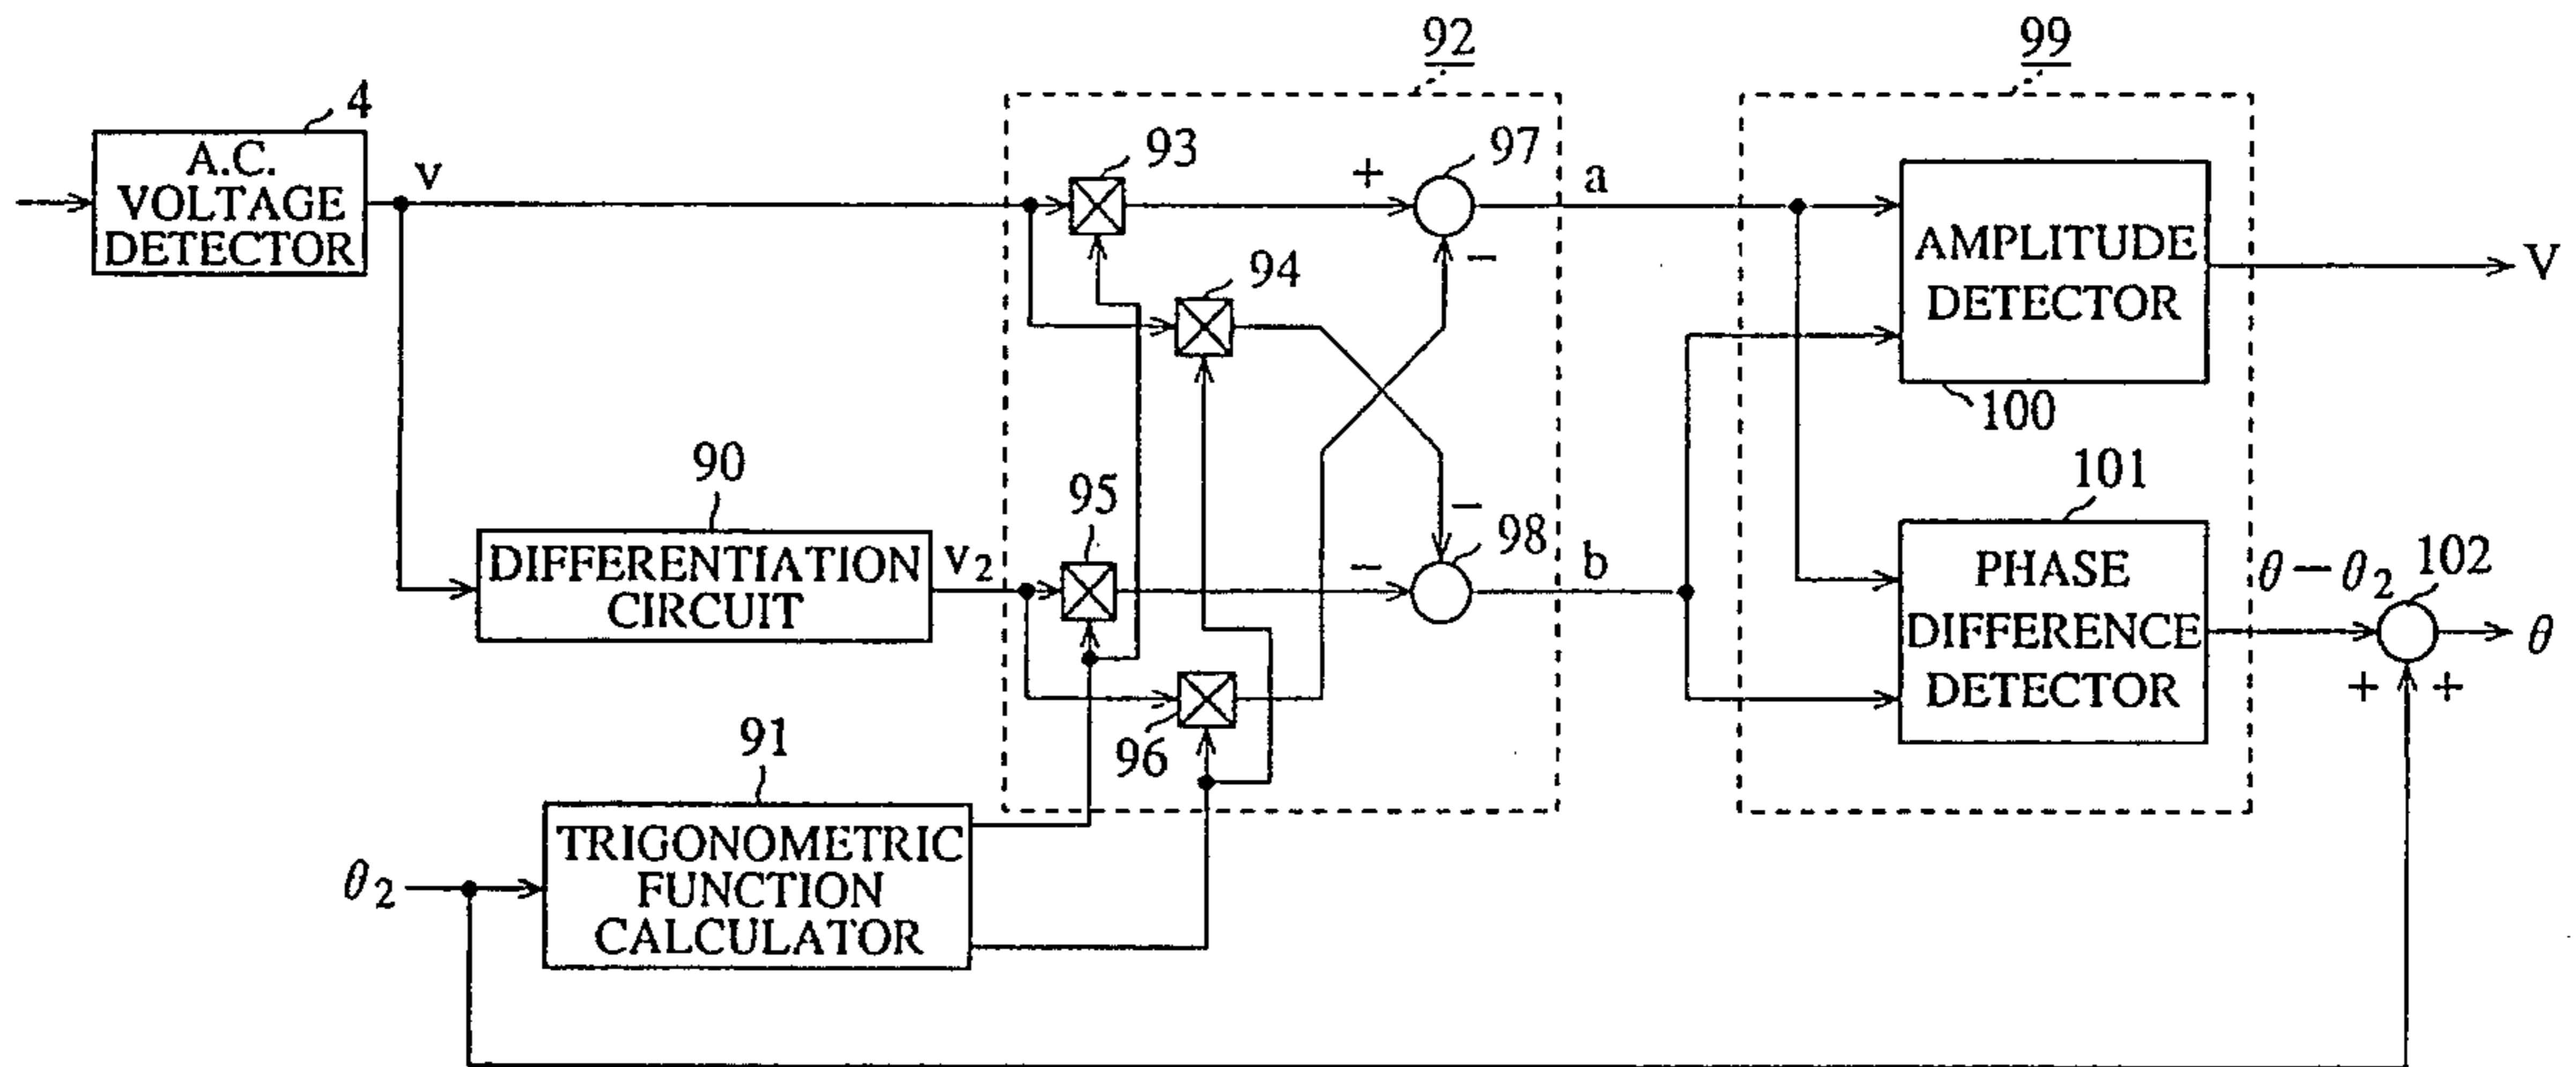 92
99
4
A.C.
VOLTAGE
DETECTOR
v
93
+
97
a
AMPLITUDE
DETECTOR
V
−
94
100
90
DIFFERENTIATION
CIRCUIT
v₂
95
−
−
98
b
101
PHASE
DIFFERENCE
DETECTOR
θ−θ₂
102
θ
+
+
96
91
TRIGONOMETRIC
FUNCTION
CALCULATOR
θ₂